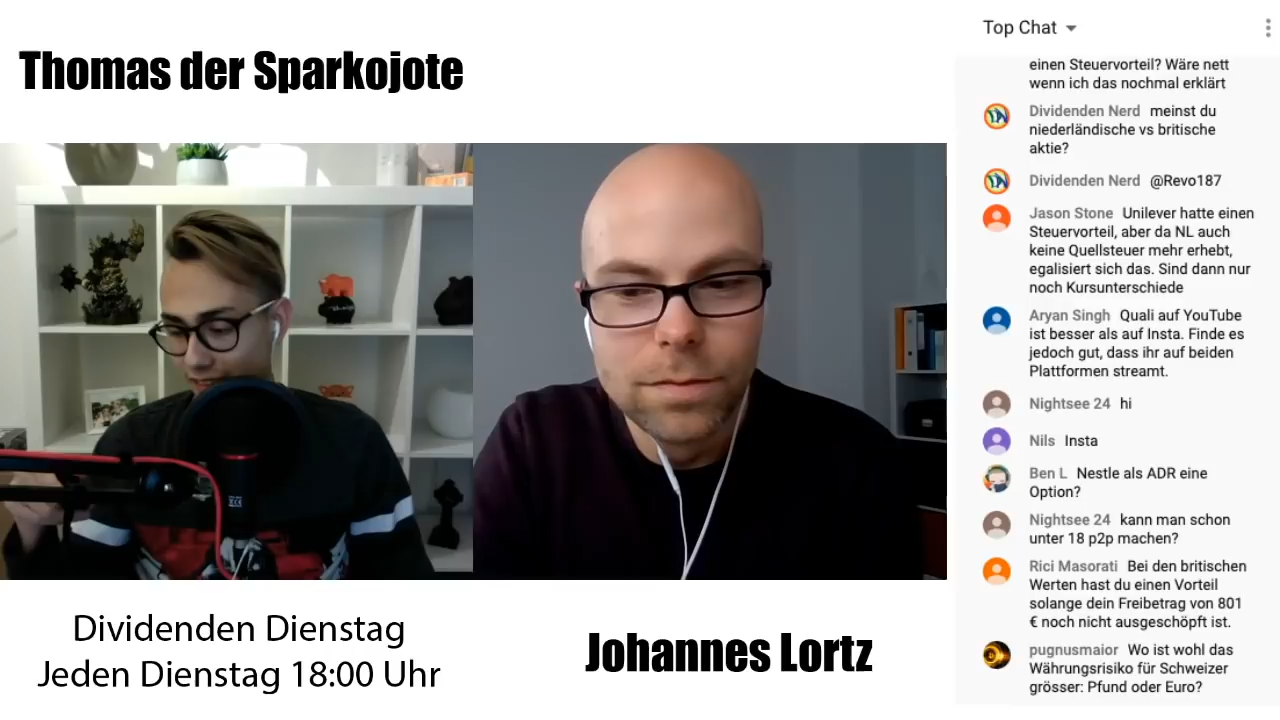 Thomas der Sparkojote
Dividenden Dienstag
Jeden Dienstag 18:00 Uhr
Johannes Lortz
Top Chat
einen Steuervorteil? Wäre nett
wenn ich das nochmal erklärt
Dividenden Nerd meinst du
niederländische vs britische
aktie?
Dividenden Nerd @Revo187
Jason Stone Unilever hatte einen
Steuervorteil, aber da NL auch
keine Quellsteuer mehr erhebt,
egalisiert sich das. Sind dann nur
noch Kursunterschiede
Aryan Singh Quali auf YouTube
ist besser als auf Insta. Finde es
jedoch gut, dass ihr auf beiden
Plattformen streamt.
Nightsee 24 hi
Nils Insta
Ben L Nestle als ADR eine
Option?
Nightsee 24 kann man schon
unter 18 p2p machen?
Rici Masorati Bei den britischen
Werten hast du einen Vorteil
solange dein Freibetrag von 801
€ noch nicht ausgeschöpft ist.
pugnusmaior Wo ist wohl das
Währungsrisiko für Schweizer
grösser: Pfund oder Euro?